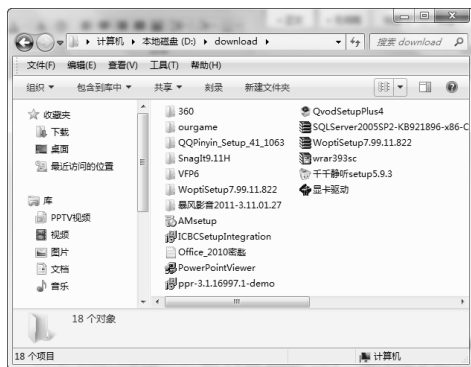 计算机 ▸ 本地磁盘 (D:) ▸ download ▸
搜索 download
文件(F) 编辑(E) 查看(V) 工具(T) 帮助(H)
组织 包含到库中 共享 刻录 新建文件夹
收藏夹
下载
桌面
最近访问的位置
库
PPTV视频
视频
图片
文档
音乐
360
ourgame
QQPinyin_Setup_41_1063
SnagIt9.11H
VFP6
WoptiSetup7.99.11.822
暴风影音2011-3.11.01.27
AMsetup
ICBCSetupIntegration
Office_2010密匙
PowerPointViewer
ppr-3.1.16997.1-demo
QvodSetupPlus4
SQLServer2005SP2-KB921896-x86-C
WoptiSetup7.99.11.822
wrar393sc
千千静听setup5.9.3
显卡驱动
18 个对象
18 个项目
计算机